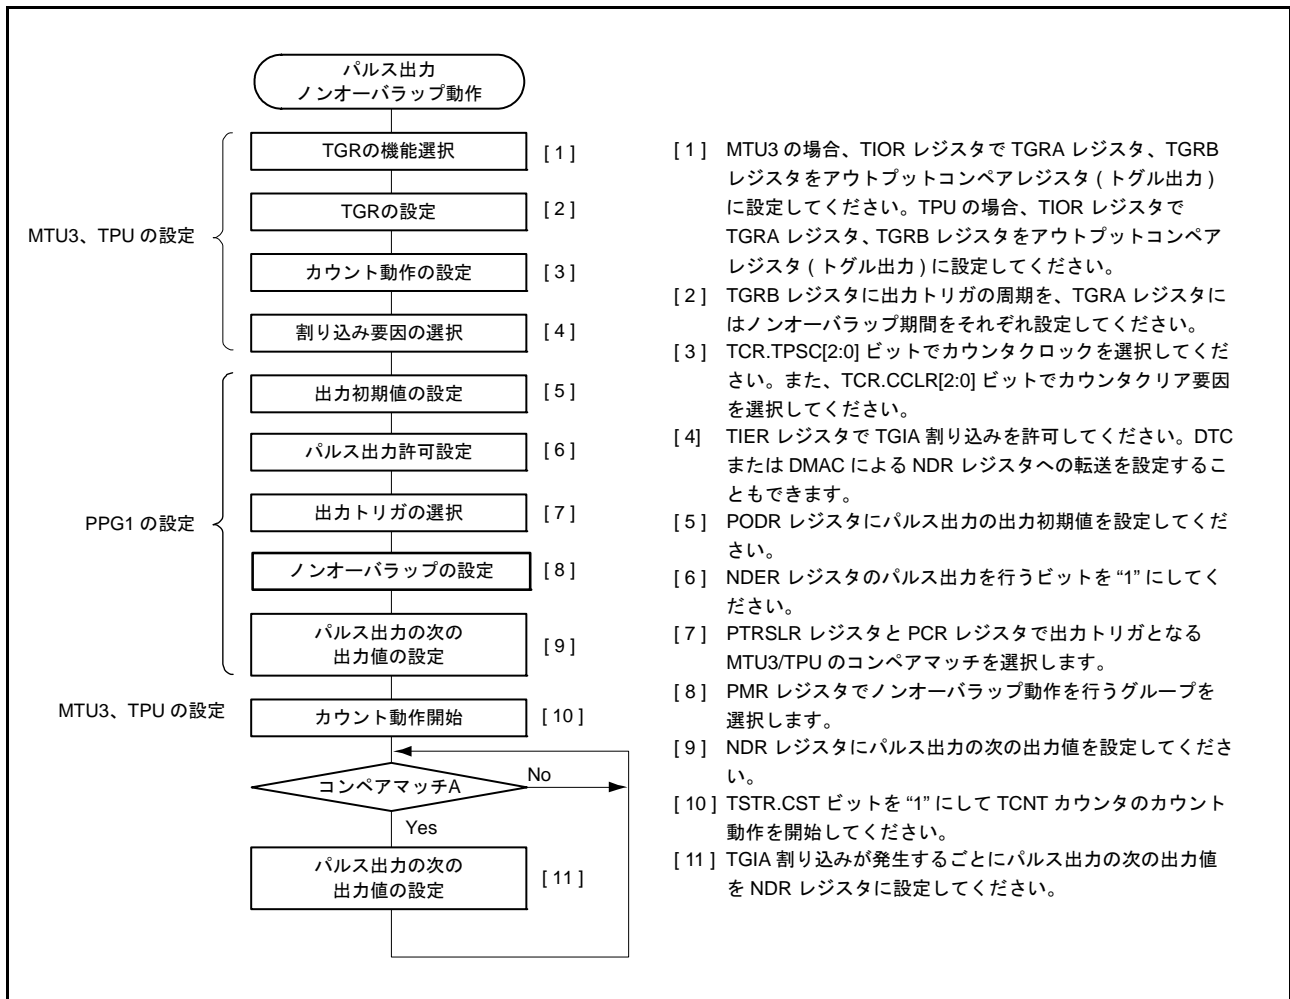 パルス出力
ノンオーバラップ動作
MTU3、TPU の設定
TGRの機能選択 [ 1 ]
TGRの設定 [ 2 ]
カウント動作の設定 [ 3 ]
割り込み要因の選択 [ 4 ]
PPG1 の設定
出力初期値の設定 [ 5 ]
パルス出力許可設定 [ 6 ]
出力トリガの選択 [ 7 ]
ノンオーバラップの設定 [ 8 ]
パルス出力の次の
出力値の設定 [ 9 ]
MTU3、TPU の設定
カウント動作開始 [ 10 ]
コンペアマッチA
No
Yes
パルス出力の次の
出力値の設定 [ 11 ]
[ 1 ] MTU3 の場合、TIOR レジスタで TGRA レジスタ、TGRB
レジスタをアウトプットコンペアレジスタ ( トグル出力 )
に設定してください。TPU の場合、TIOR レジスタで
TGRA レジスタ、TGRB レジスタをアウトプットコンペア
レジスタ ( トグル出力 ) に設定してください。
[ 2 ] TGRB レジスタに出力トリガの周期を、TGRA レジスタに
はノンオーバラップ期間をそれぞれ設定してください。
[ 3 ] TCR.TPSC[2:0] ビットでカウンタクロックを選択してくだ
さい。また、TCR.CCLR[2:0] ビットでカウンタクリア要因
を選択してください。
[ 4] TIER レジスタで TGIA 割り込みを許可してください。DTC
または DMAC による NDR レジスタへの転送を設定するこ
ともできます。
[ 5 ] PODR レジスタにパルス出力の出力初期値を設定してくだ
さい。
[ 6 ] NDER レジスタのパルス出力を行うビットを “1” にしてく
ださい。
[ 7 ] PTRSLR レジスタと PCR レジスタで出力トリガとなる
MTU3/TPU のコンペアマッチを選択します。
[ 8 ] PMR レジスタでノンオーバラップ動作を行うグループを
選択します。
[ 9 ] NDR レジスタにパルス出力の次の出力値を設定してくださ
い。
[ 10 ] TSTR.CST ビットを “1” にして TCNT カウンタのカウント
動作を開始してください。
[ 11 ] TGIA 割り込みが発生するごとにパルス出力の次の出力値
を NDR レジスタに設定してください。